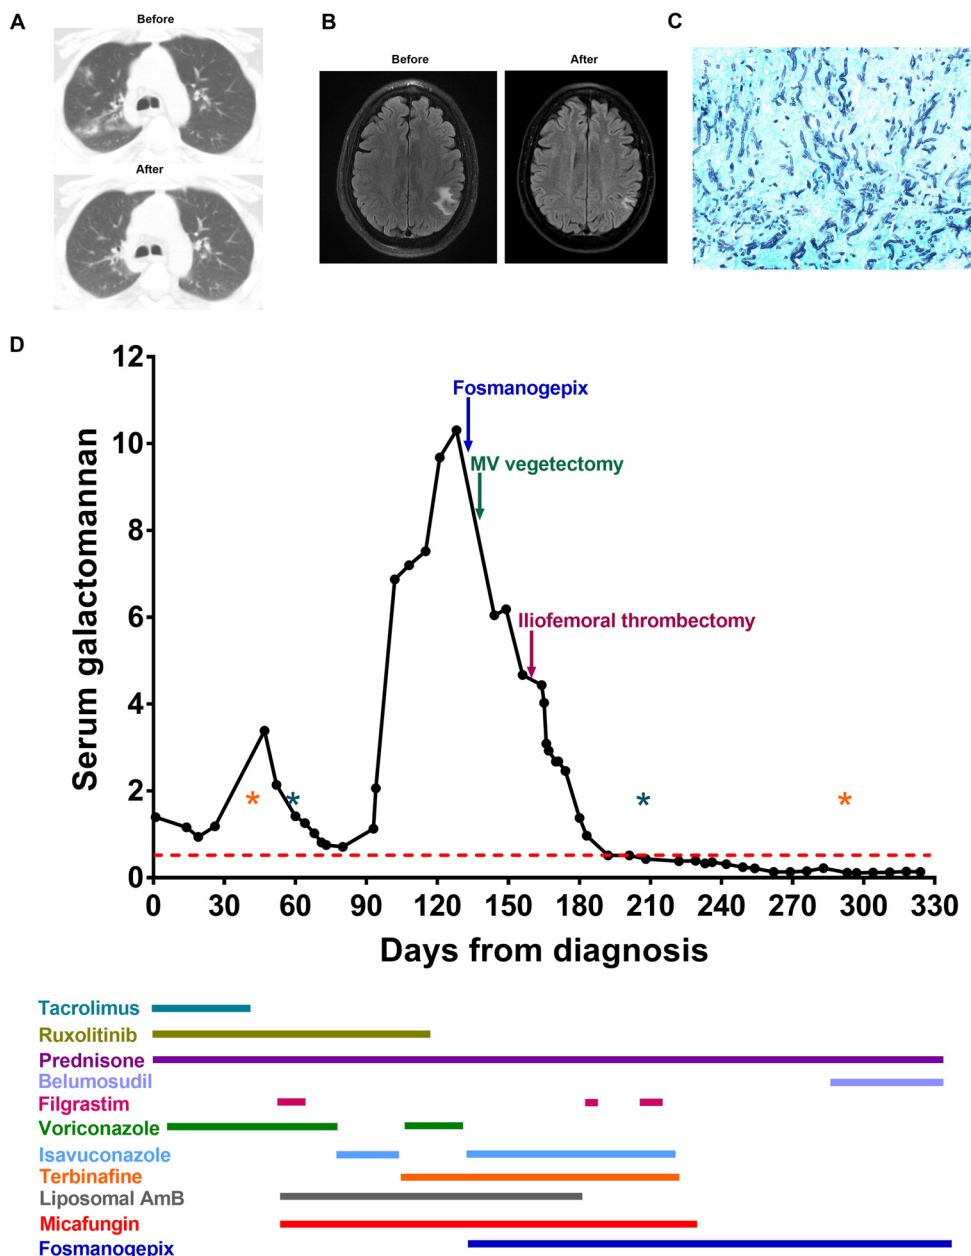 A
Before
After
B
Before
After
C
D
12
10
8
6
4
2
0
Serum galactomannan
Fosmanogepix
MV vegetectomy
Iliofemoral thrombectomy
*
*
*
*
0 30 60 90 120 150 180 210 240 270 300 330
Days from diagnosis
Tacrolimus
Ruxolitinib
Prednisone
Belumosudil
Filgrastim
Voriconazole
Isavuconazole
Terbinafine
Liposomal AmB
Micafungin
Fosmanogepix